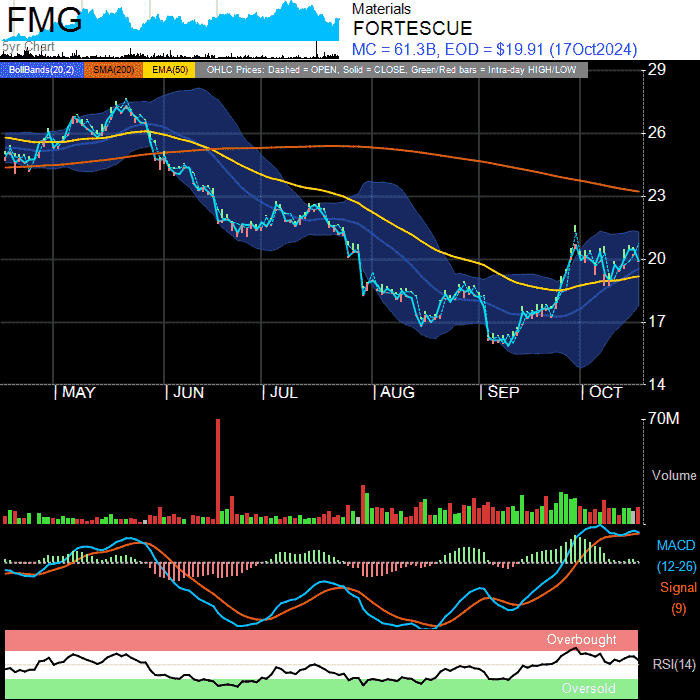 FMG
5yr Chart
Materials
FORTESCUE
MC = 61.3B, EOD = $19.91 (17Oct2024)
BollBands(20,2) SMA(200) EMA(50) OHLC Prices: Dashed = OPEN, Solid = CLOSE, Green/Red bars = Intra-day HIGH/LOW
29
26
23
20
17
14
| MAY | JUN | JUL | AUG | SEP | OCT
70M
Volume
MACD
(12-26)
Signal
(9)
Overbought
RSI(14)
Oversold